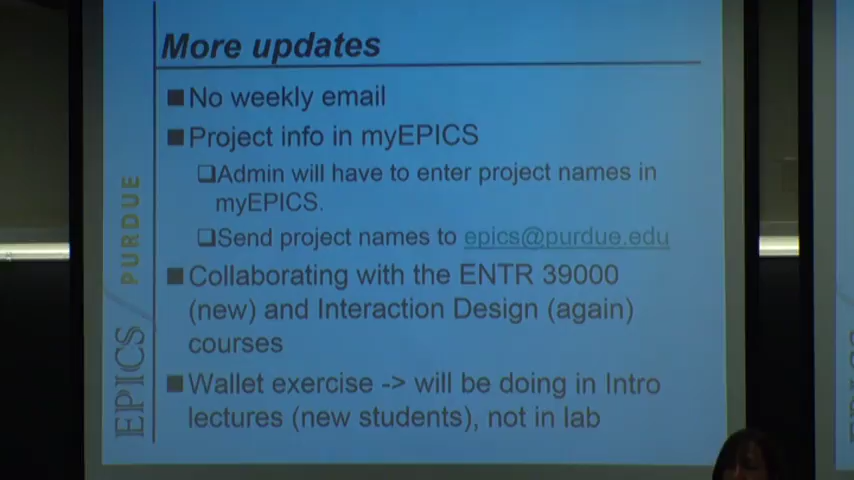 More updates
No weekly email
Project info in myEPICS
Admin will have to enter project names in
myEPICS.
Send project names to epics@purdue.edu
Collaborating with the ENTR 39000
(new) and Interaction Design (again)
courses
Wallet exercise -> will be doing in Intro
lectures (new students), not in lab
EPICS PURDUE